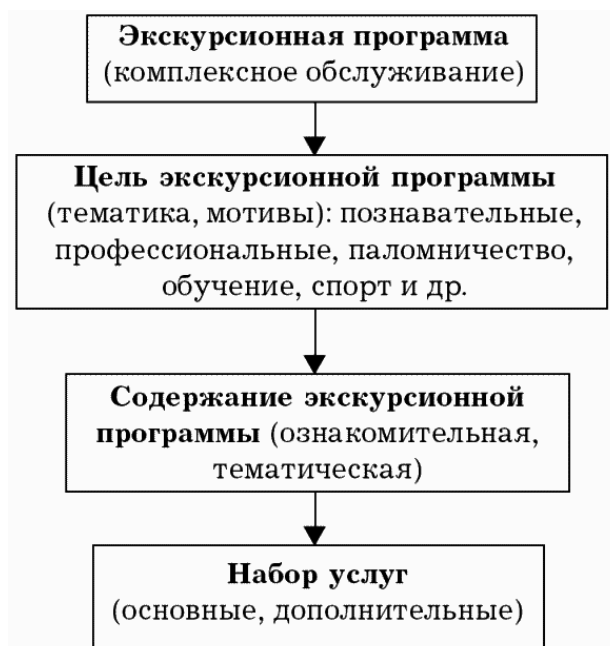 Экскурсионная программа
(комплексное обслуживание)
Цель экскурсионной программы
(тематика, мотивы): познавательные,
профессиональные, паломничество,
обучение, спорт и др.
Содержание экскурсионной
программы (ознакомительная,
тематическая)
Набор услуг
(основные, дополнительные)